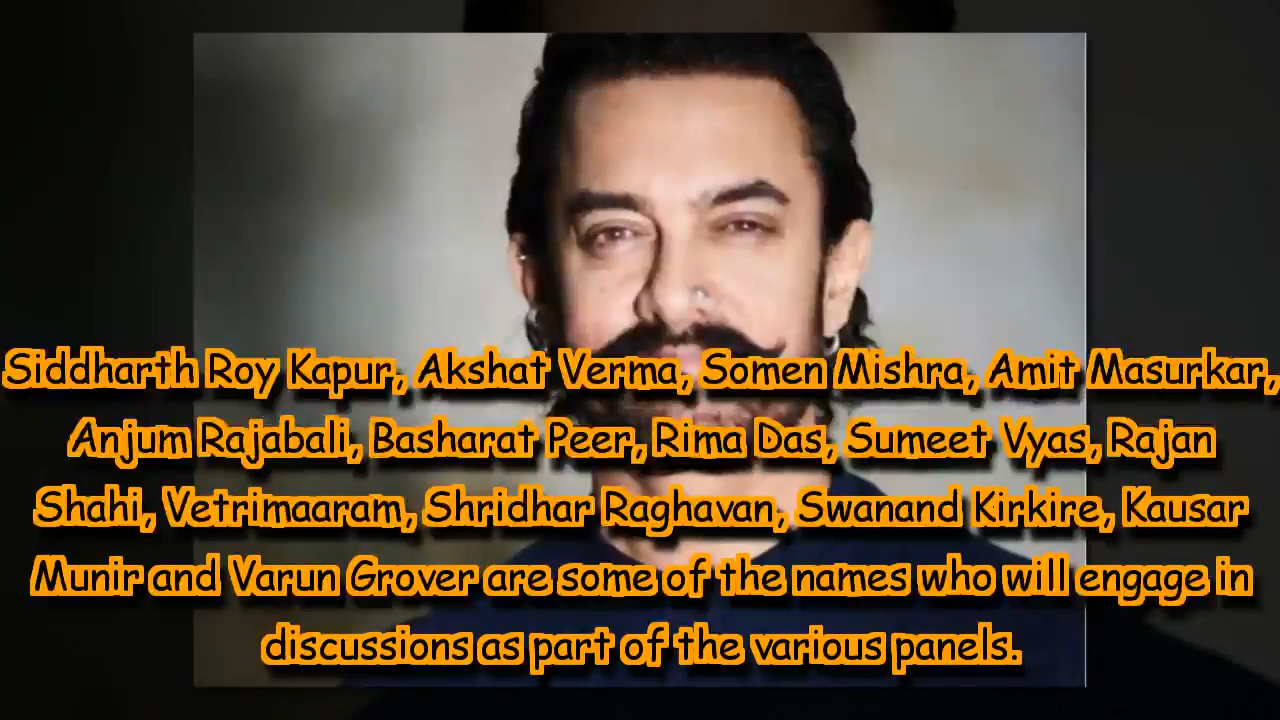 Siddharth Roy Kapur, Akshat Verma, Somen Mishra, Amit Masurkar,
Anjum Rajabali, Basharat Peer, Rima Das, Sumeet Vyas, Rajan
Shahi, Vetrimaaram, Shridhar Raghavan, Swanand Kirkire, Kausar
Munir and Varun Grover are some of the names who will engage in
discussions as part of the various panels.